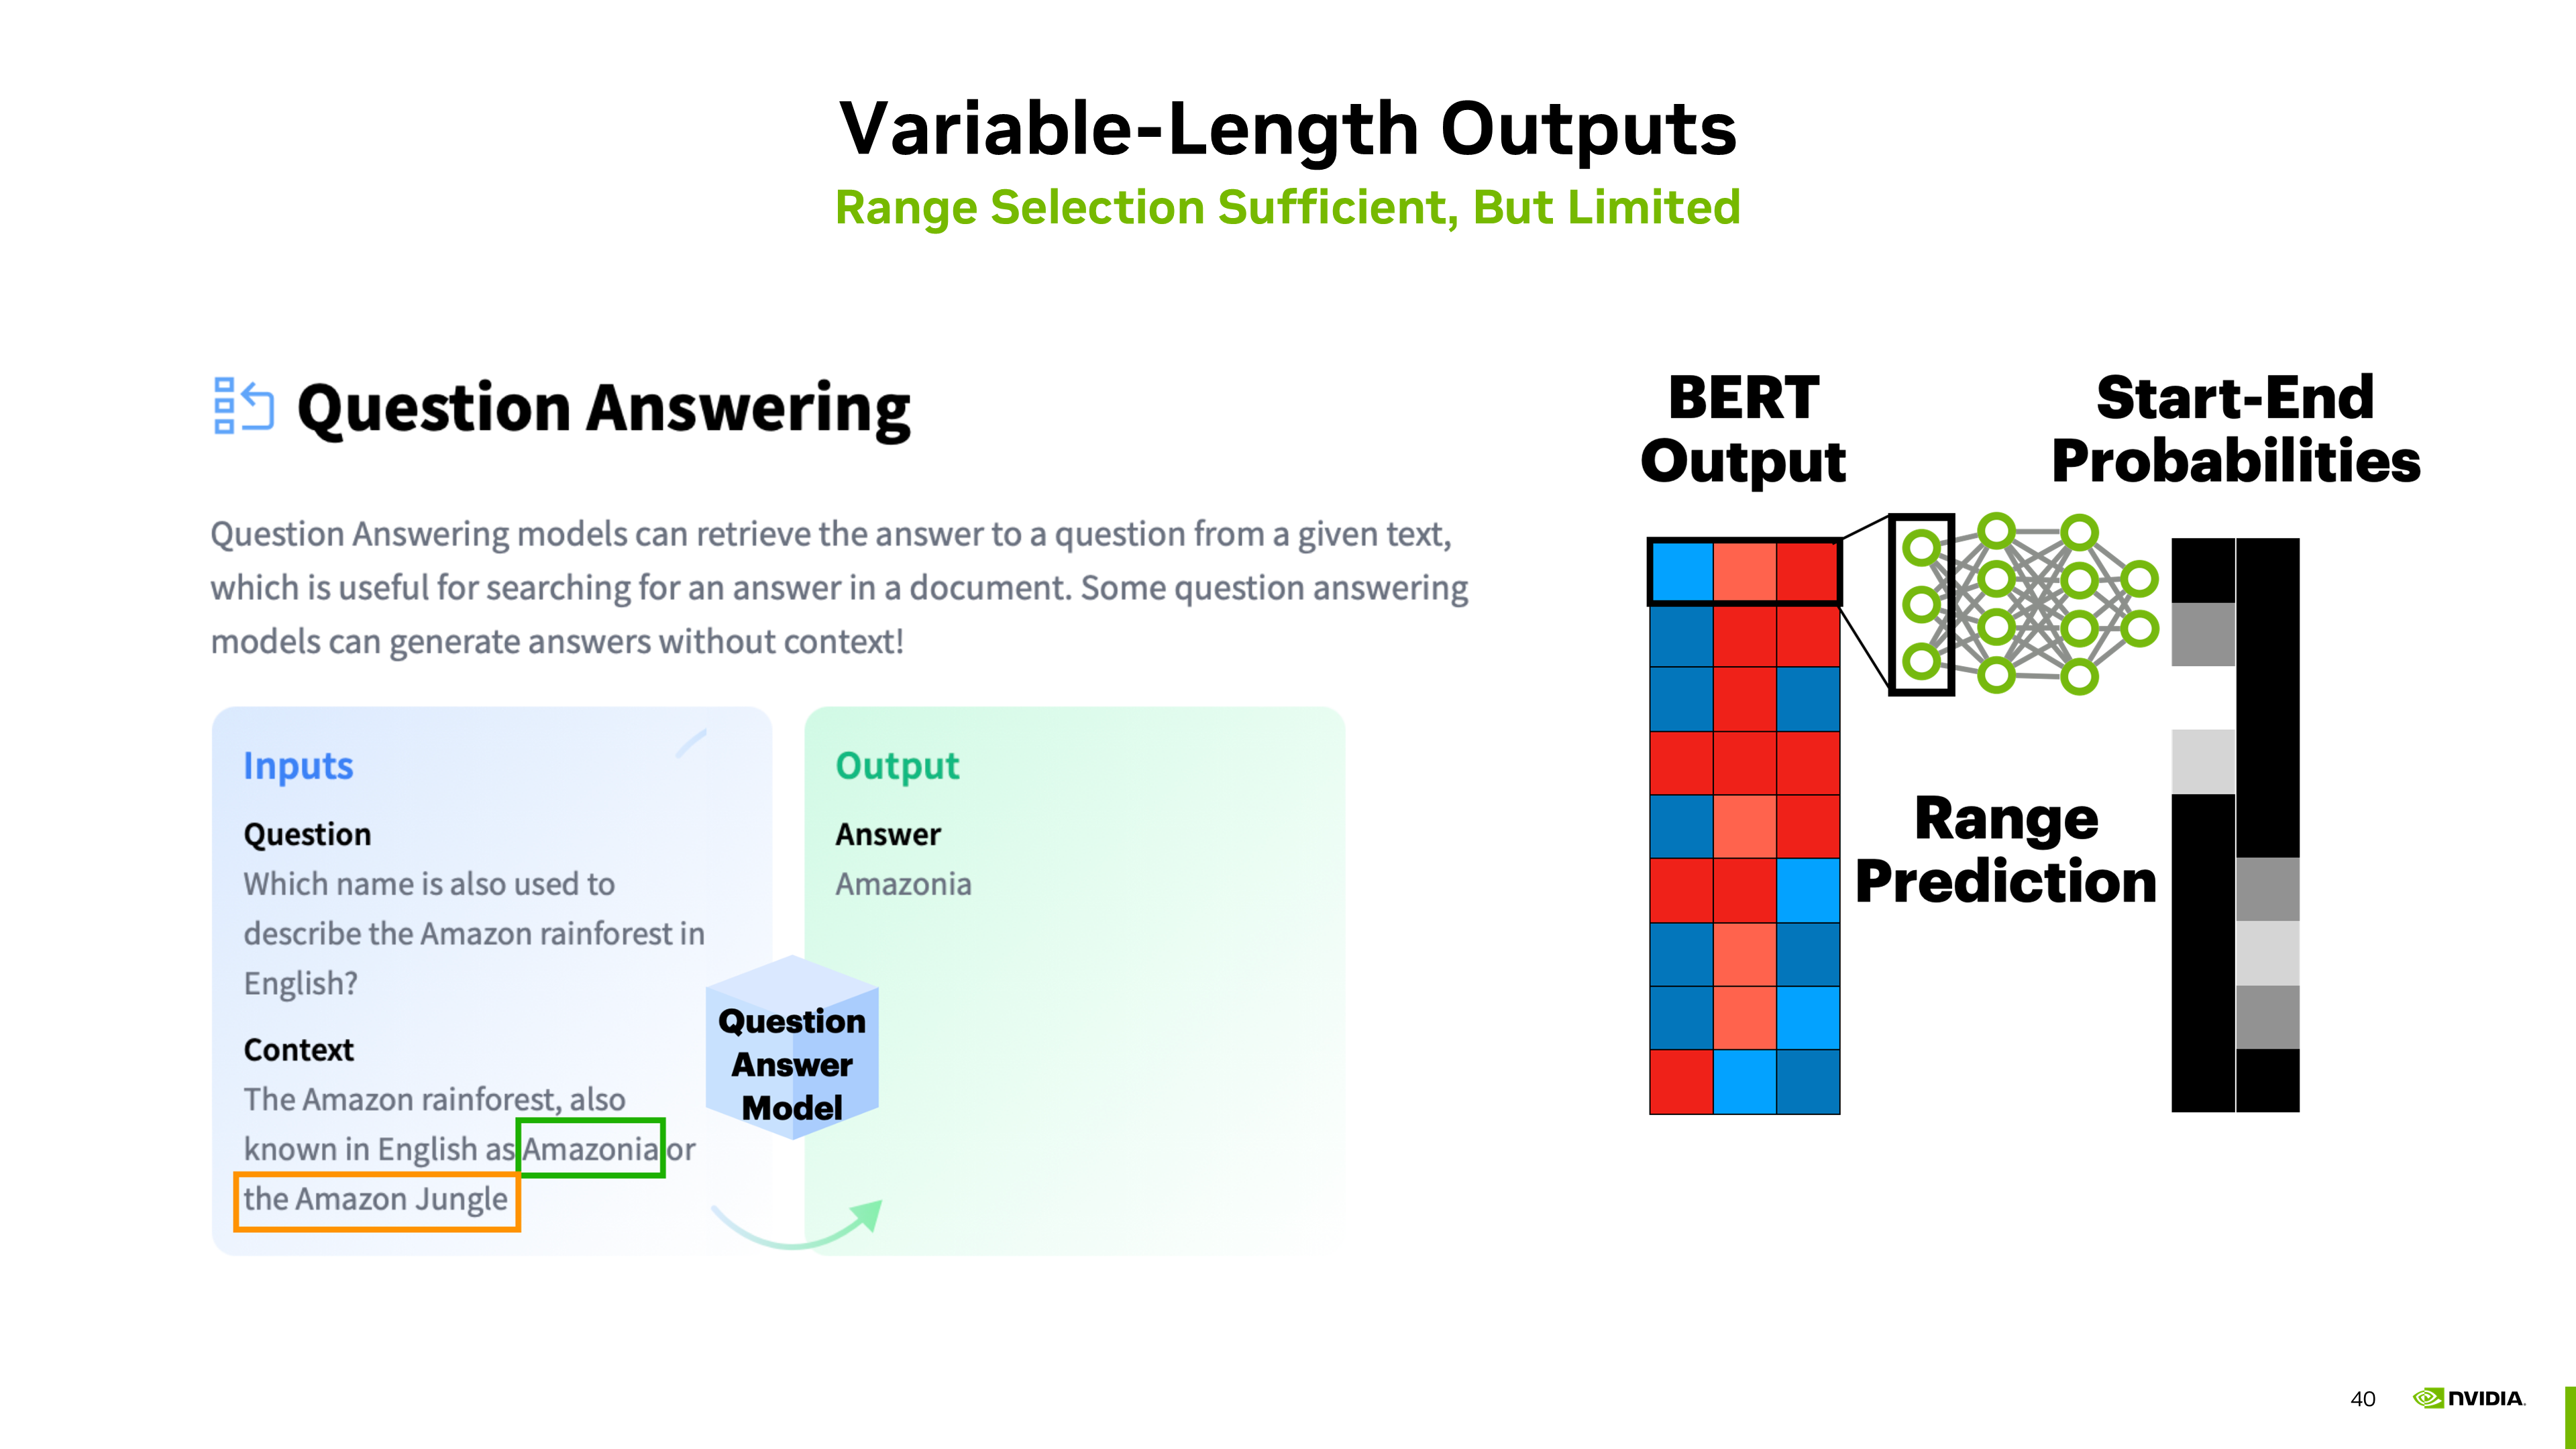 Variable-Length Outputs
Range Selection Sufficient, But Limited
Question Answering
Question Answering models can retrieve the answer to a question from a given text,
which is useful for searching for an answer in a document. Some question answering
models can generate answers without context!
Inputs
Question
Which name is also used to
describe the Amazon rainforest in
English?
Context
The Amazon rainforest, also
known in English as Amazonia or
the Amazon Jungle
Question
Answer
Model
Output
Answer
Amazonia
BERT
Output
Start-End
Probabilities
Range
Prediction
40
NVIDIA.